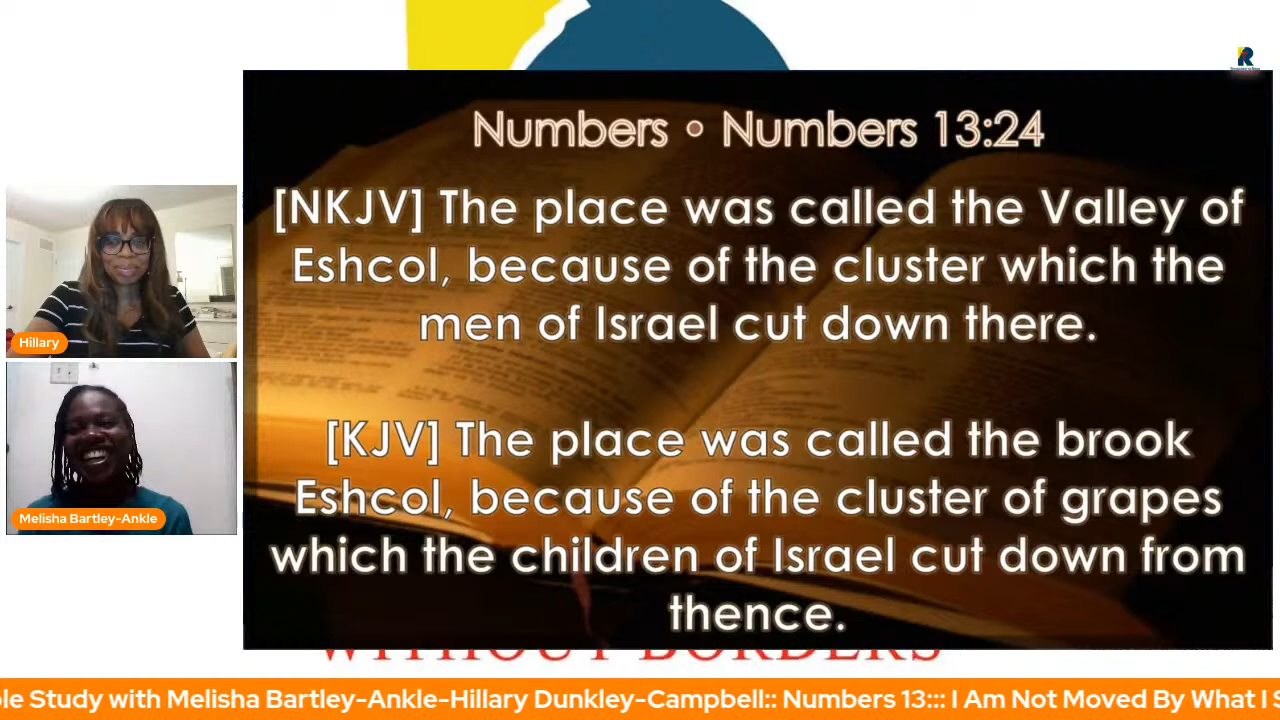 Numbers • Numbers 13:24
[NKJV] The place was called the Valley of
Eshcol, because of the cluster which the
men of Israel cut down there.
[KJV] The place was called the brook
Eshcol, because of the cluster of grapes
which the children of Israel cut down from
thence.
Hillary
Melisha Bartley-Ankle
WITHOUT BORDERS
ble Study with Melisha Bartley-Ankle-Hillary Dunkley-Campbell:: Numbers 13::: I Am Not Moved By What I S